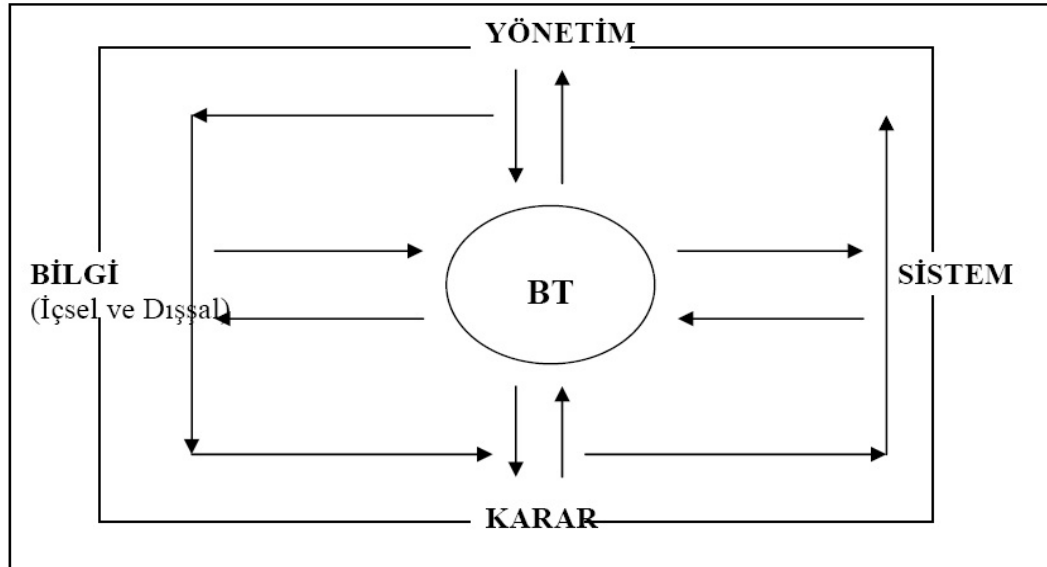 YÖNETİM
BİLGİ
(İçsel ve Dışsal)
BT
SİSTEM
KARAR